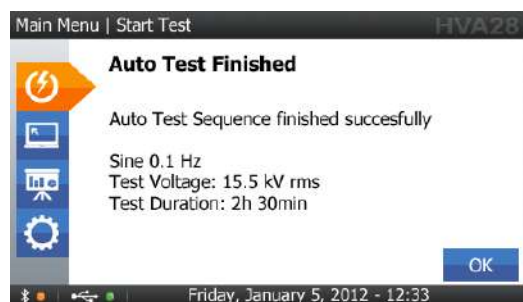 Main Menu | Start Test HVA28
Auto Test Finished
Auto Test Sequence finished succesfully
Sine 0.1 Hz
Test Voltage: 15.5 kV rms
Test Duration: 2h 30min
OK
Friday, January 5, 2012 - 12:33